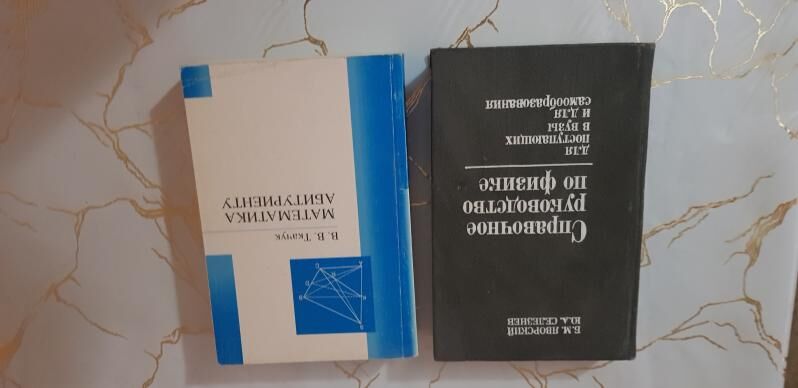 В. В. Ткачук
МАТЕМАТИКА
АБИТУРИЕНТУ
Б.М. ЯВОРСКИЙ
Ю.А. СЕЛЕЗНЕВ
Справочное
руководство
по физике
для
поступающих
в вузы
и для
самообразования